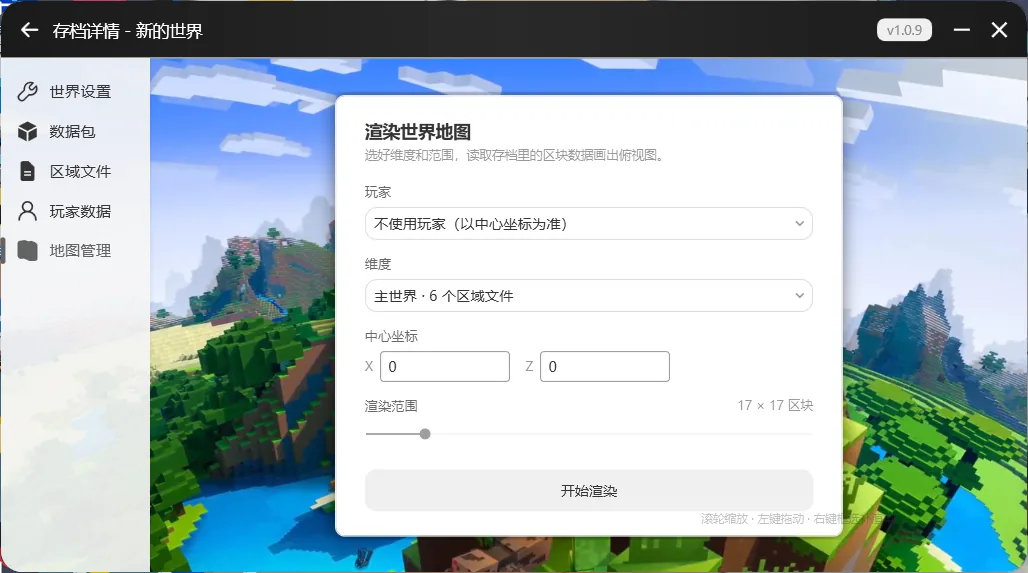 存档详情 - 新的世界
v1.0.9
世界设置
数据包
区域文件
玩家数据
地图管理
渲染世界地图
选好维度和范围，读取存档里的区块数据画出俯视图。
玩家
不使用玩家（以中心坐标为准）
维度
主世界 · 6 个区域文件
中心坐标
X 0 Z 0
渲染范围 17 × 17 区块
开始渲染
滚轮缩放 · 左键拖动 · 右键框选